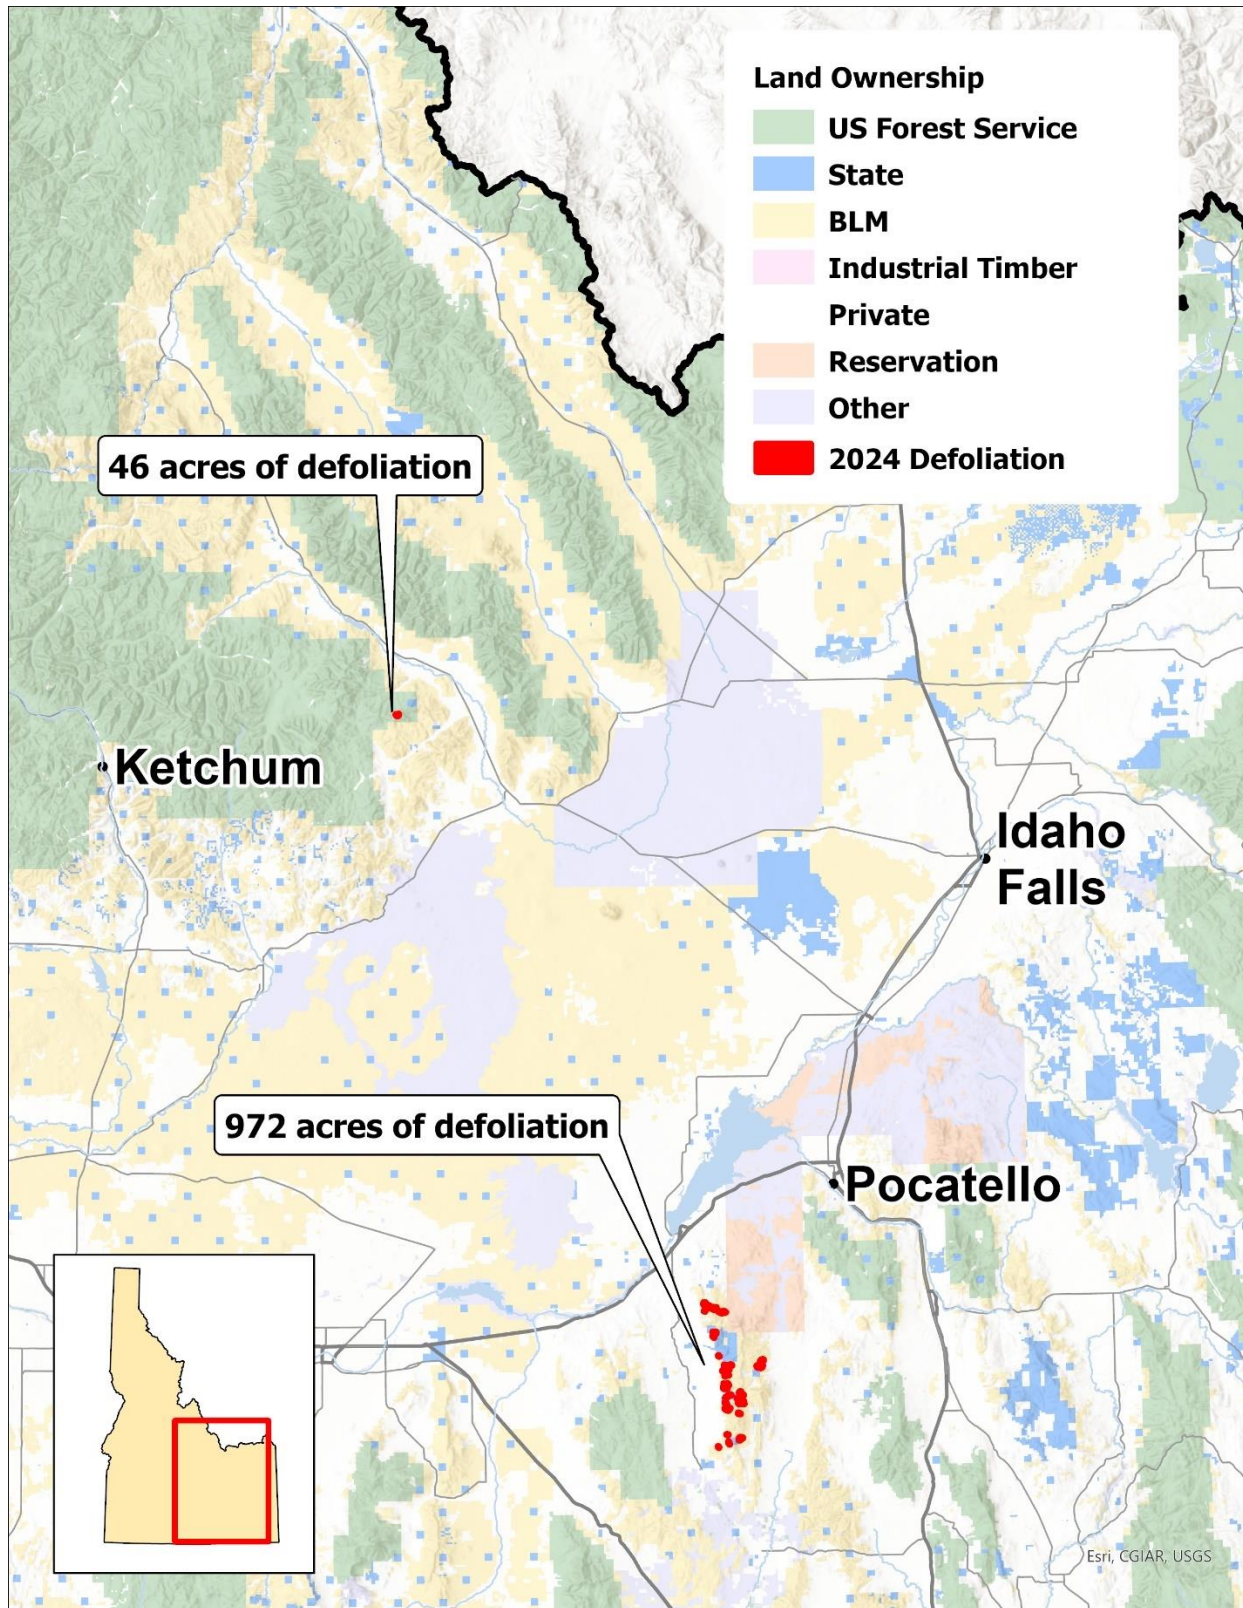 Land Ownership
US Forest Service
State
BLM
Industrial Timber
Private
Reservation
Other
2024 Defoliation
46 acres of defoliation
Ketchum
Idaho
Falls
972 acres of defoliation
Pocatello
Esri, CGIAR, USGS